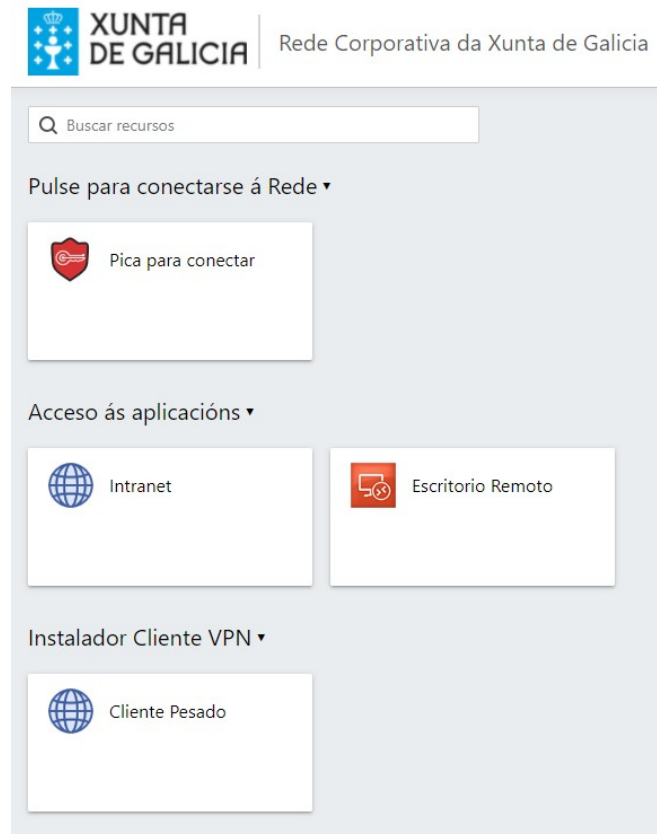 XUNTA
DE GALICIA
Rede Corporativa da Xunta de Galicia
Buscar recursos
Pulse para conectarse á Rede
Pica para conectar
Acceso ás aplicacións
Intranet
Escritorio Remoto
Instalador Cliente VPN
Cliente Pesado